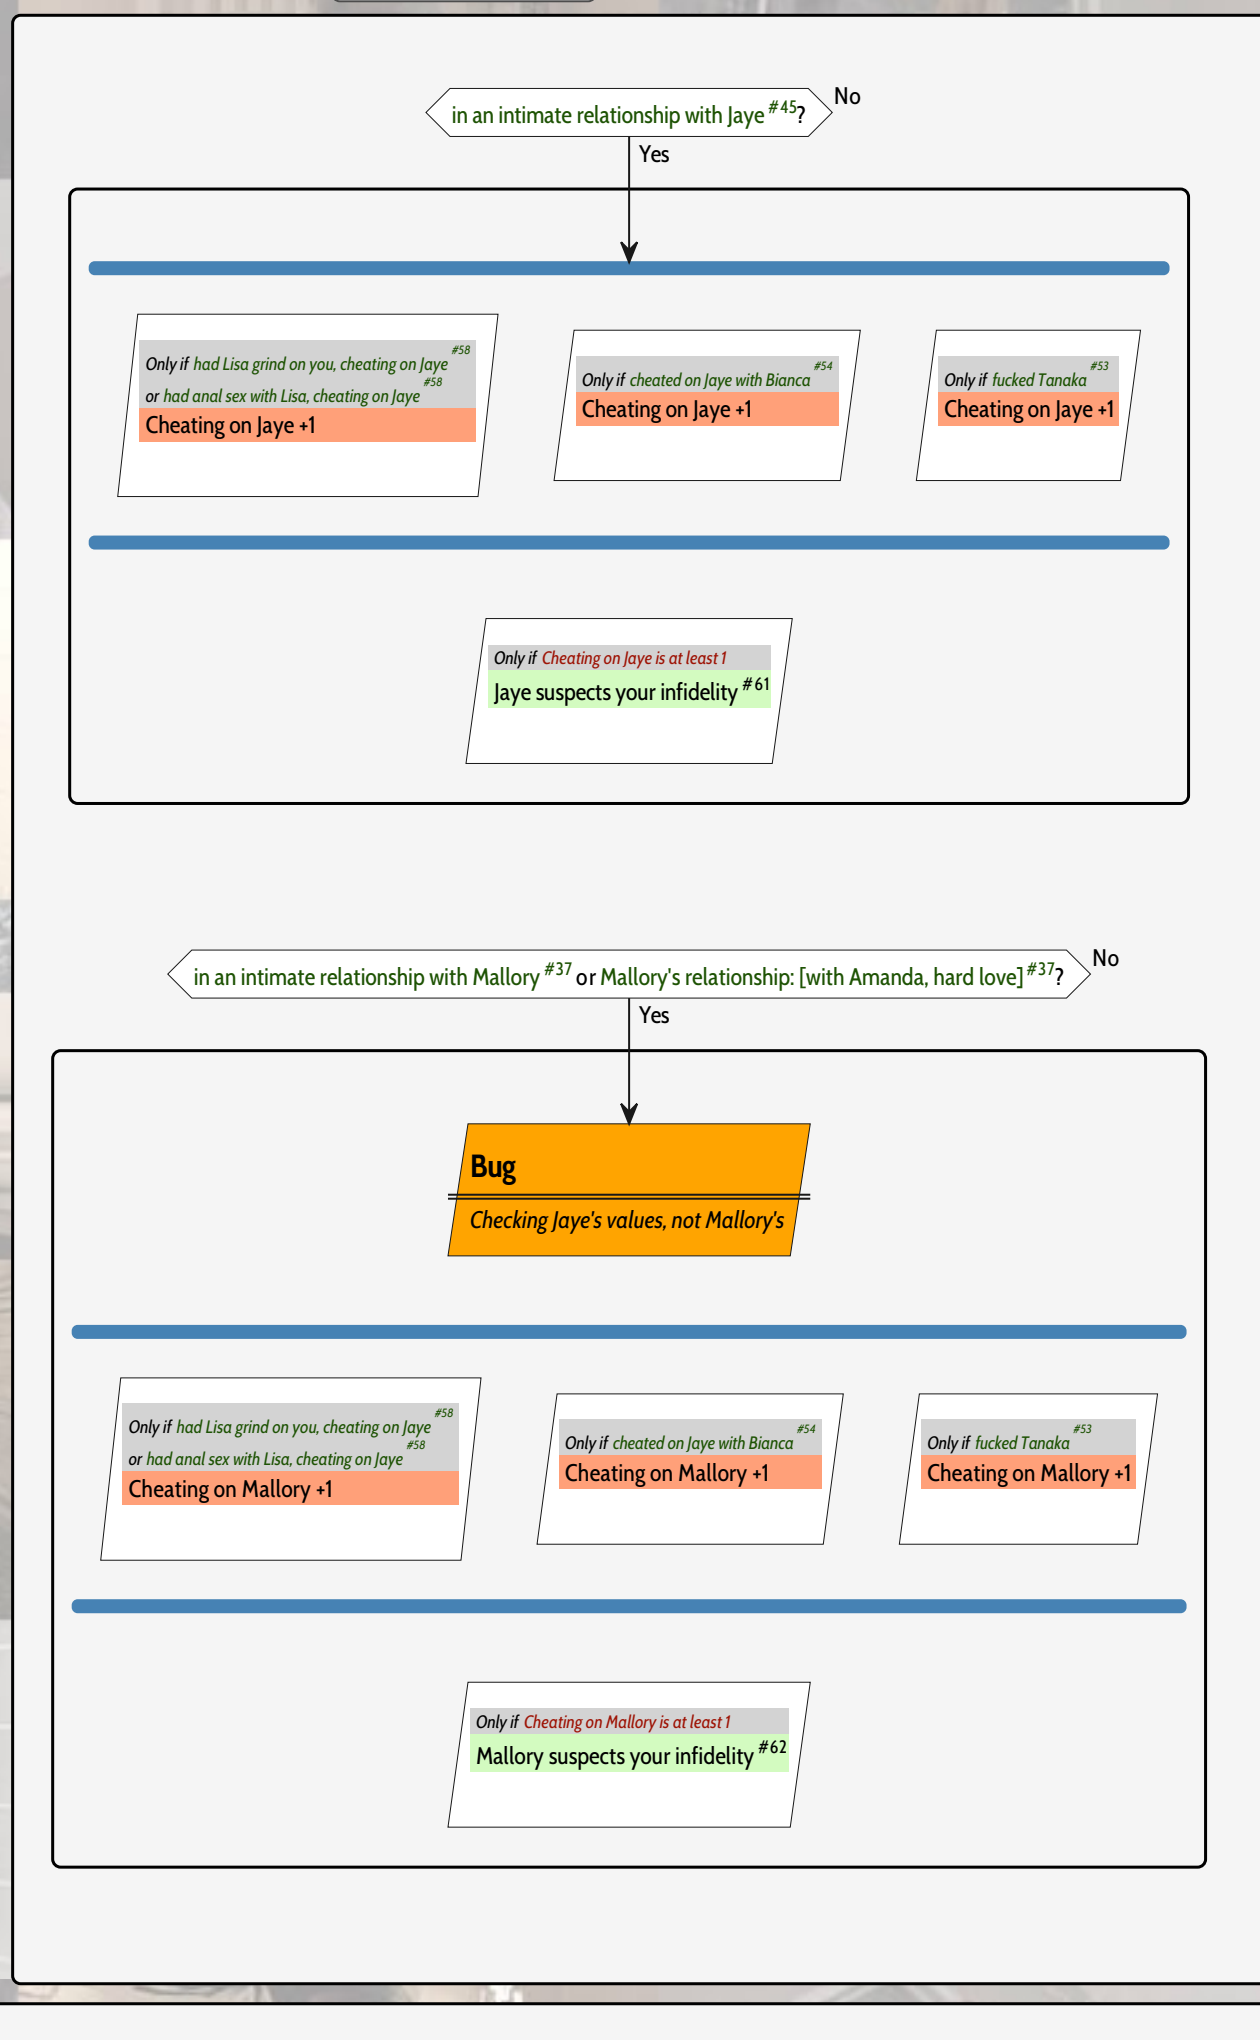 in an intimate relationship with Jaye #45?
No
Yes
Only if had Lisa grind on you, cheating on Jaye #58
or had anal sex with Lisa, cheating on Jaye #58
Cheating on Jaye +1
Only if cheated on Jaye with Bianca #54
Cheating on Jaye +1
Only if fucked Tanaka #53
Cheating on Jaye +1
Only if Cheating on Jaye is at least 1
Jaye suspects your infidelity #61
in an intimate relationship with Mallory #37 or Mallory's relationship: [with Amanda, hard love] #37?
No
Yes
Bug
Checking Jaye's values, not Mallory's
Only if had Lisa grind on you, cheating on Jaye #58
or had anal sex with Lisa, cheating on Jaye #58
Cheating on Mallory +1
Only if cheated on Jaye with Bianca #54
Cheating on Mallory +1
Only if fucked Tanaka #53
Cheating on Mallory +1
Only if Cheating on Mallory is at least 1
Mallory suspects your infidelity #62